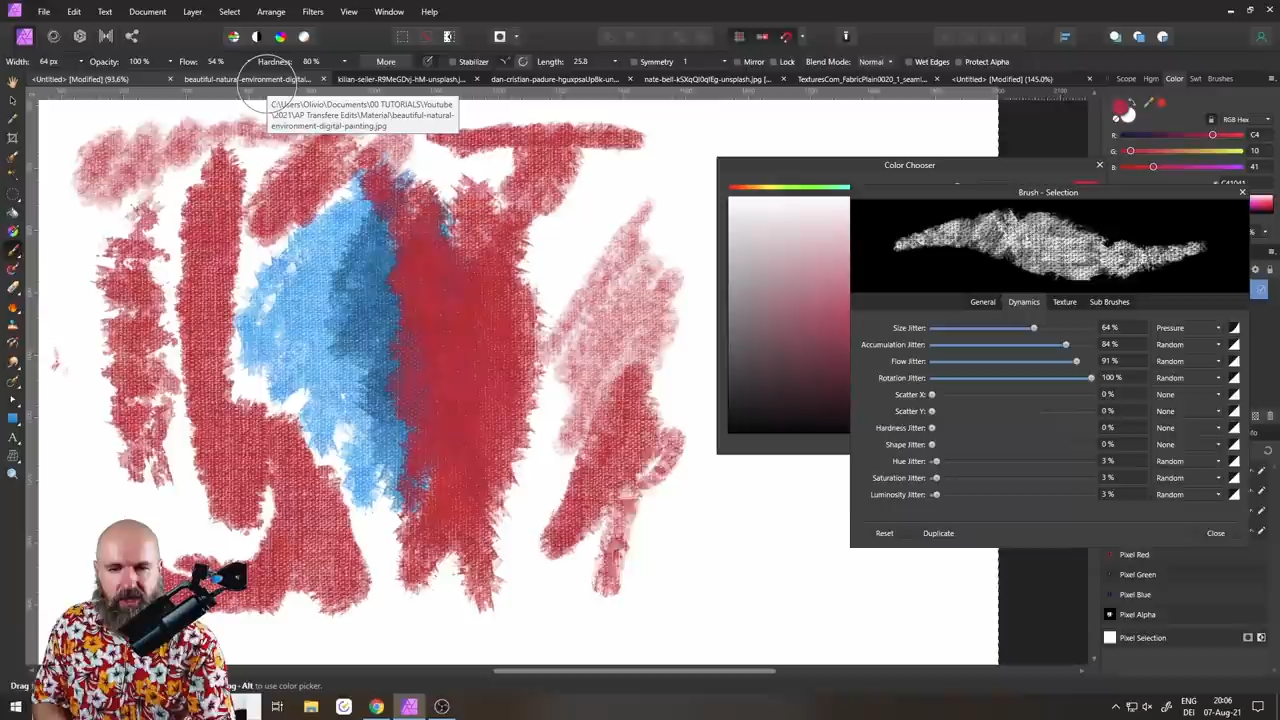 File Edit Text Document Layer Select Arrange Filters View Window Help
Width: 64 px Opacity: 100 % Flow: 54 % Hardness: 80 % More Stabilizer Length: 25.8 Symmetry: 1 Mirror Lock Blend Mode: Normal Wet Edges Protect Alpha
<Untitled> [Modified] (93.6%) beautiful-natural-environment-digital... kilian-seiler-R9MeGDvj-hM-unsplash.j... dan-cristian-padure-hguxpsaUpBk-un... nate-bell-kSXqQl0qIEg-unsplash.jpg [... TexturesCom_FabricPlain0020_1_seam... <Untitled> [Modified] (145.0%)
Scope Hgm Color Swt Brushes
C:\Users\Olivio\Documents\00 TUTORIALS\Youtube
\2021\AP Transfere Edits\Material\beautiful-natural-
environment-digital-painting.jpg
RGB Hex
R: C4
G: 10
B: 41
Color Chooser
Brush - Selection
General Dynamics Texture Sub Brushes
Size Jitter: 64 % Pressure
Accumulation Jitter: 84 % Random
Flow Jitter: 91 % Random
Rotation Jitter: 100 % Random
Scatter X: 0 % None
Scatter Y: 0 % None
Hardness Jitter: 0 % None
Shape Jitter: 0 % None
Hue Jitter: 3 % Random
Saturation Jitter: 3 % Random
Luminosity Jitter: 3 % Random
Reset Duplicate Close
Pixel Red
Pixel Green
Pixel Blue
Pixel Alpha
Pixel Selection
Drag
Alt to use color picker.
ENG
DEI
20:06
07-Aug-21